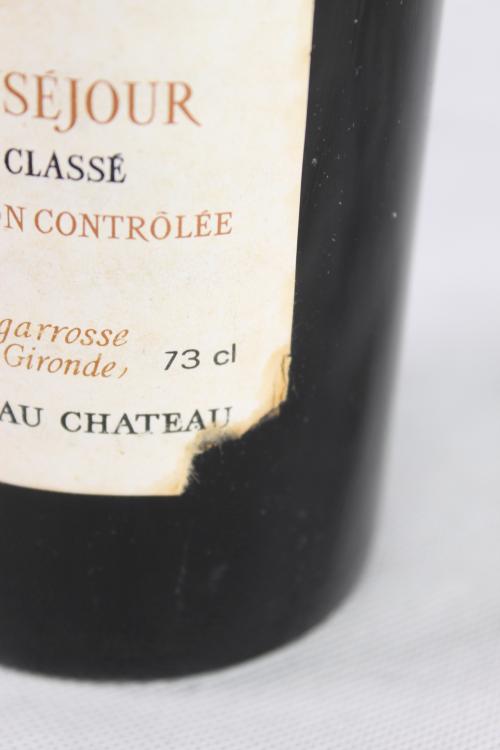 SÉJOUR
CLASSÉ
ON CONTRÔLÉE
garrosse
Gironde,
73 cl
AU CHATEAU